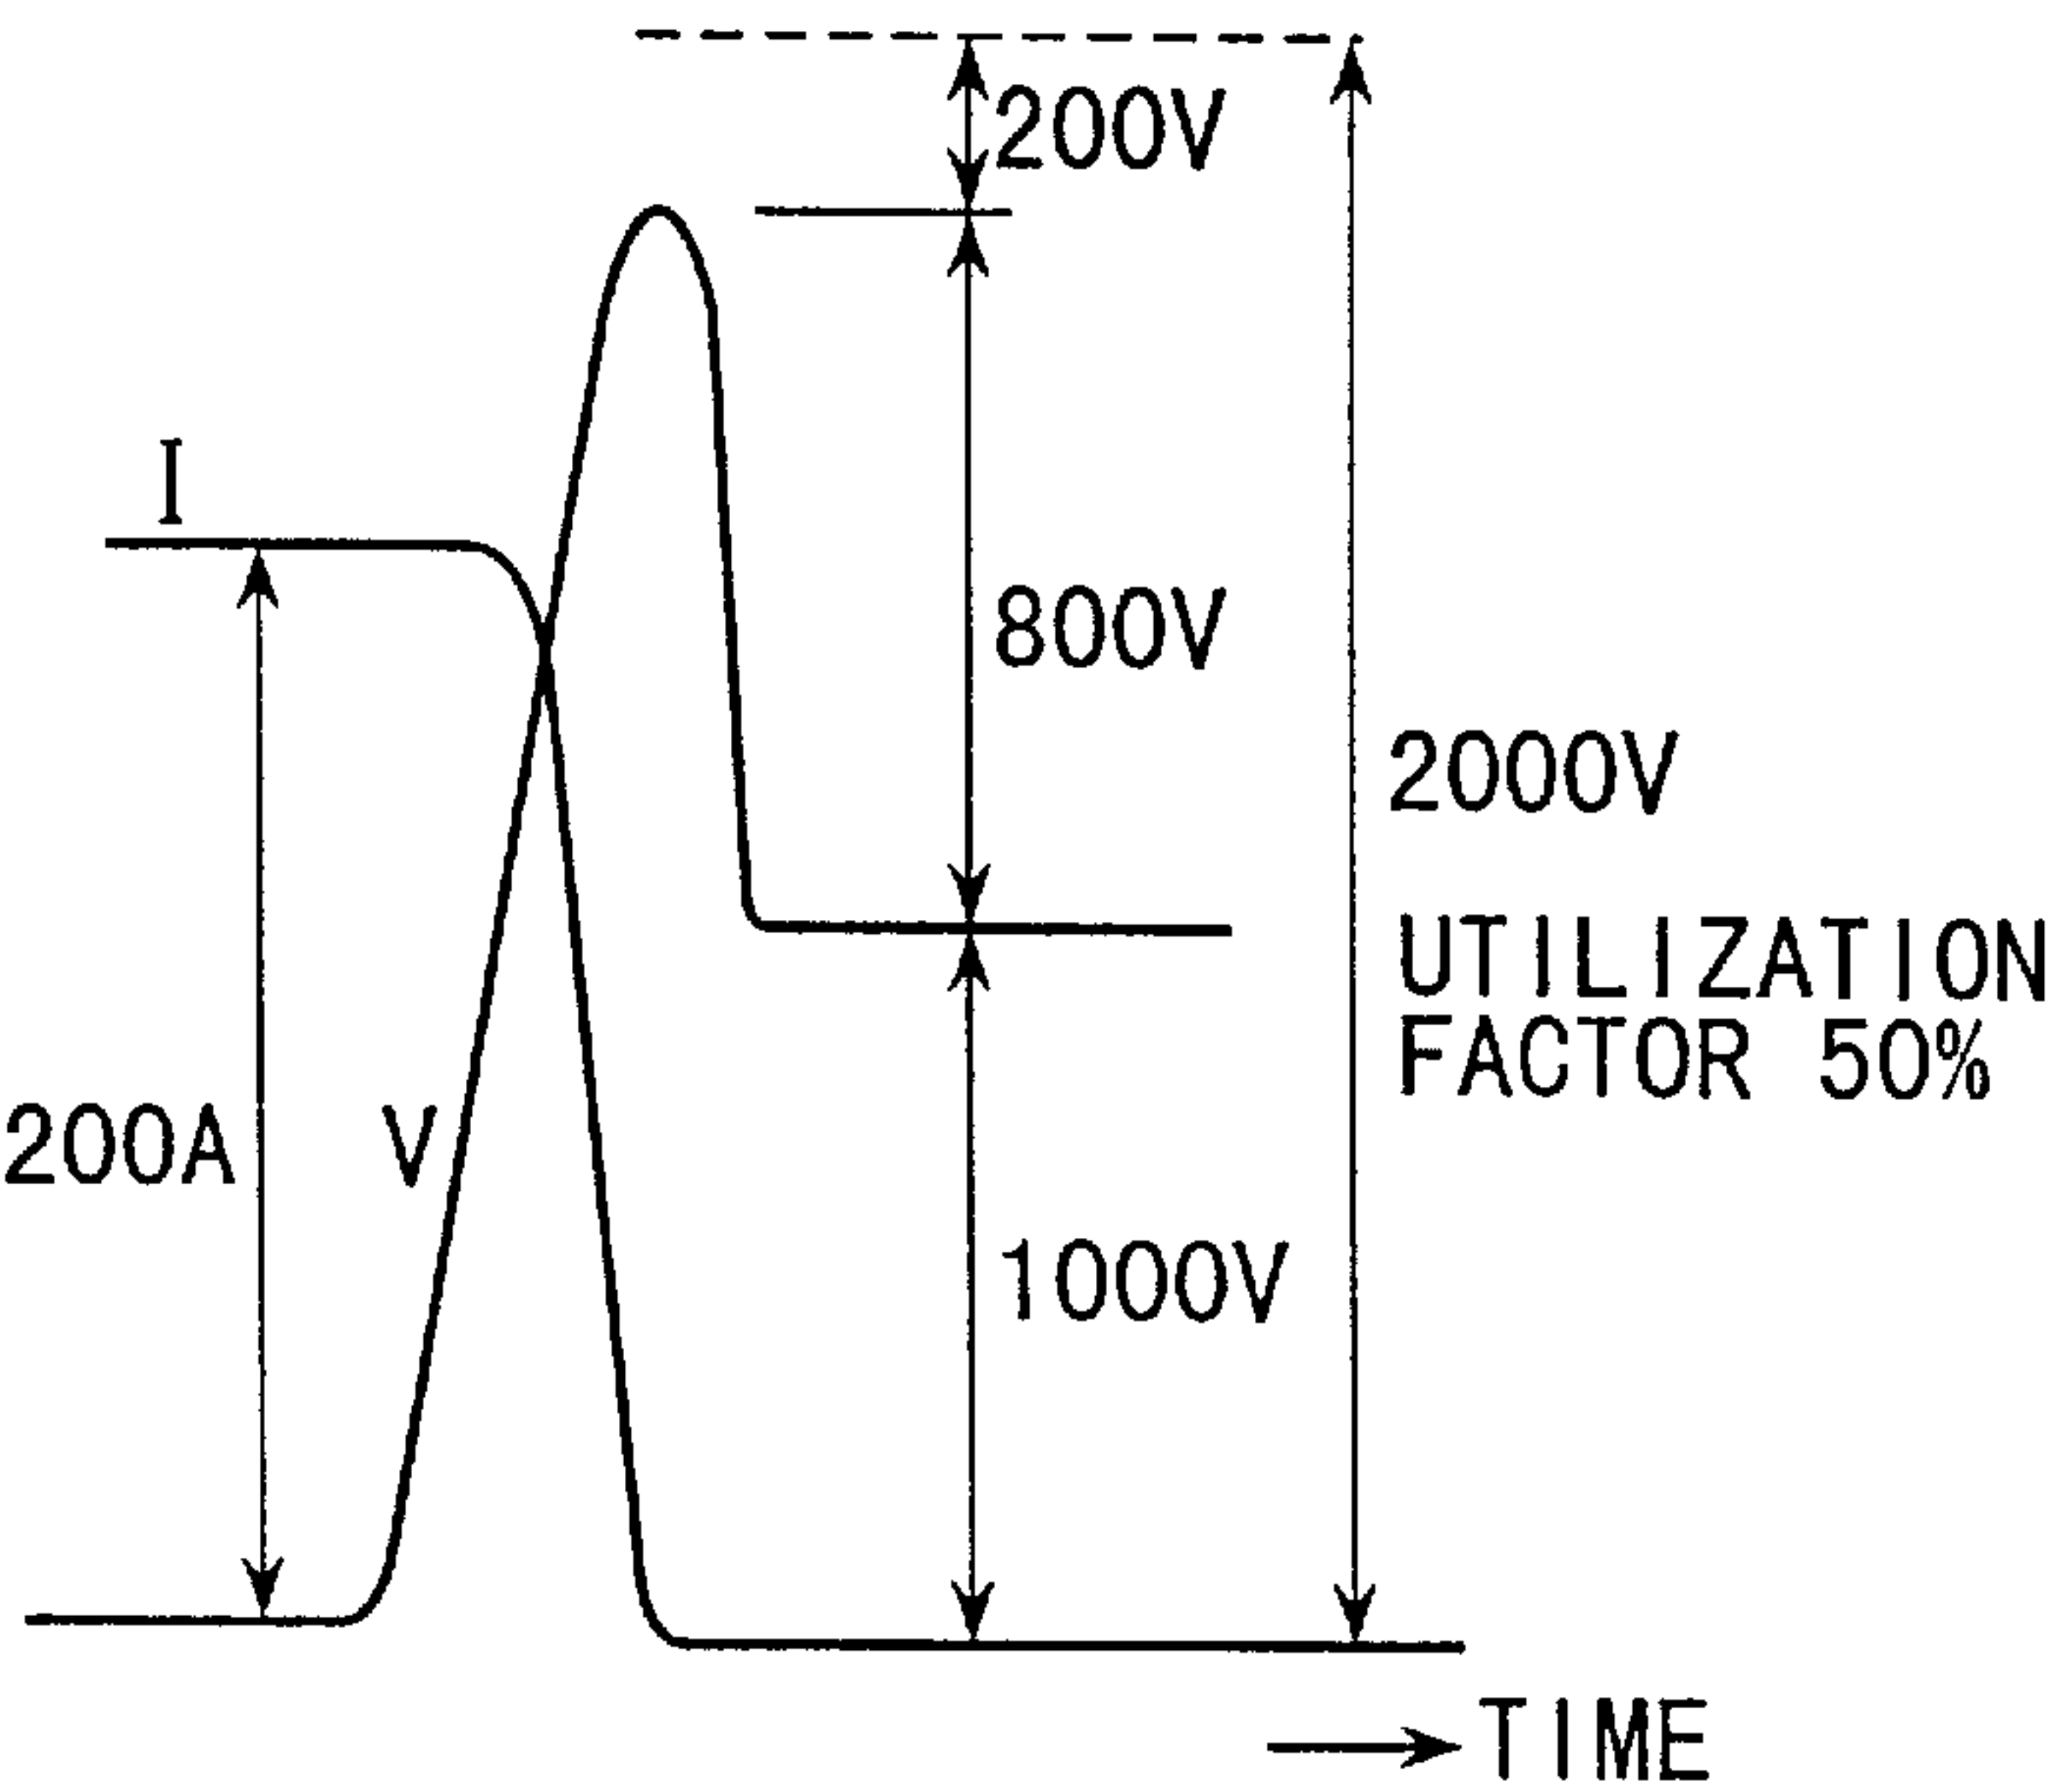 200V
I
800V
2000V
UTILIZATION
FACTOR 50%
200A
V
1000V
TIME